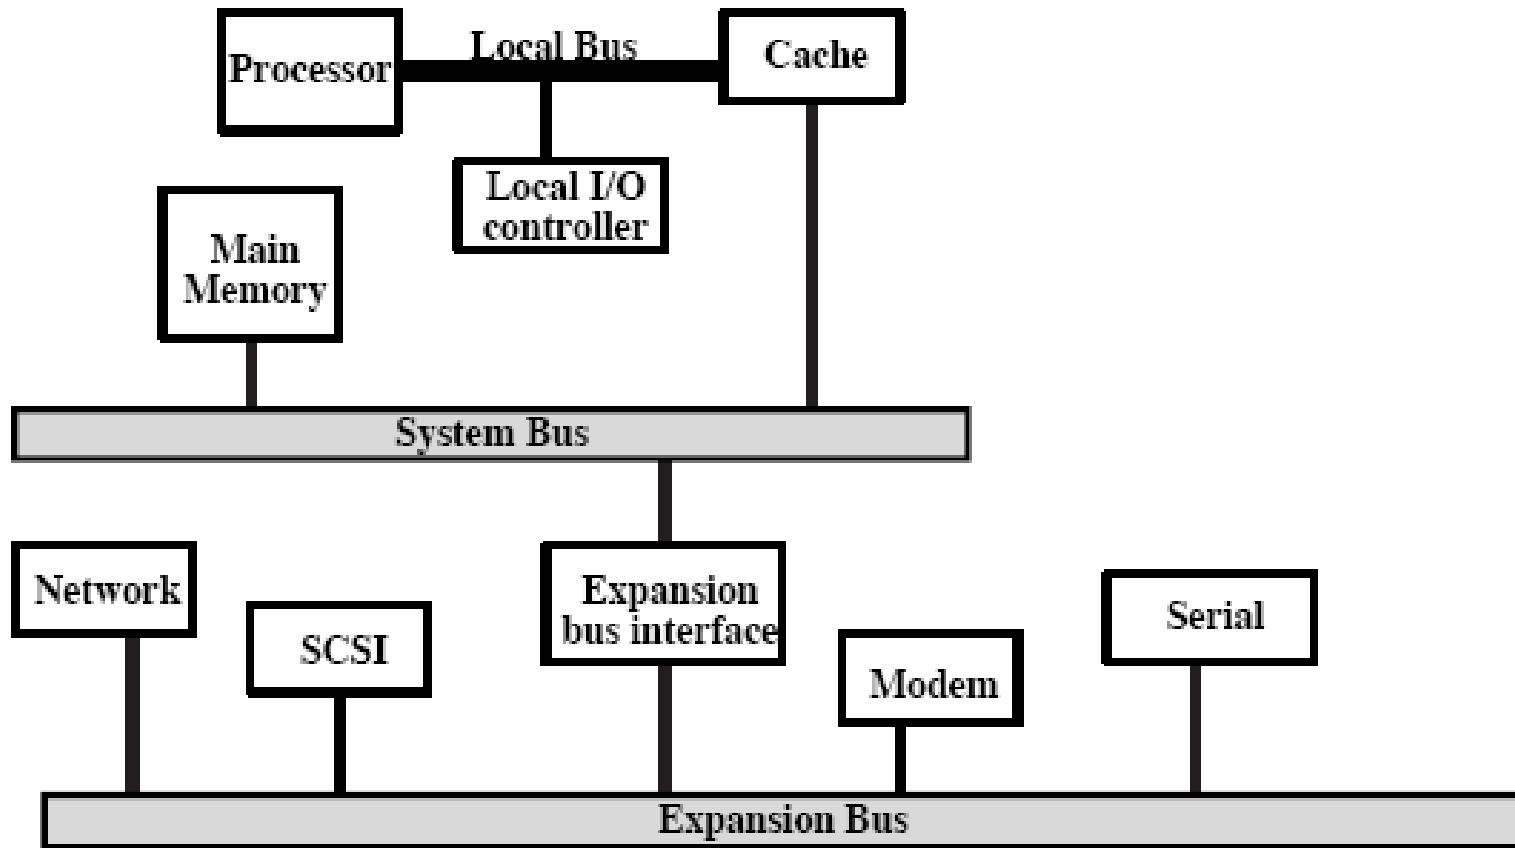 Local Bus
Processor
Cache
Local I/O
controller
Main
Memory
System Bus
Network
SCSI
Expansion
bus interface
Modem
Serial
Expansion Bus